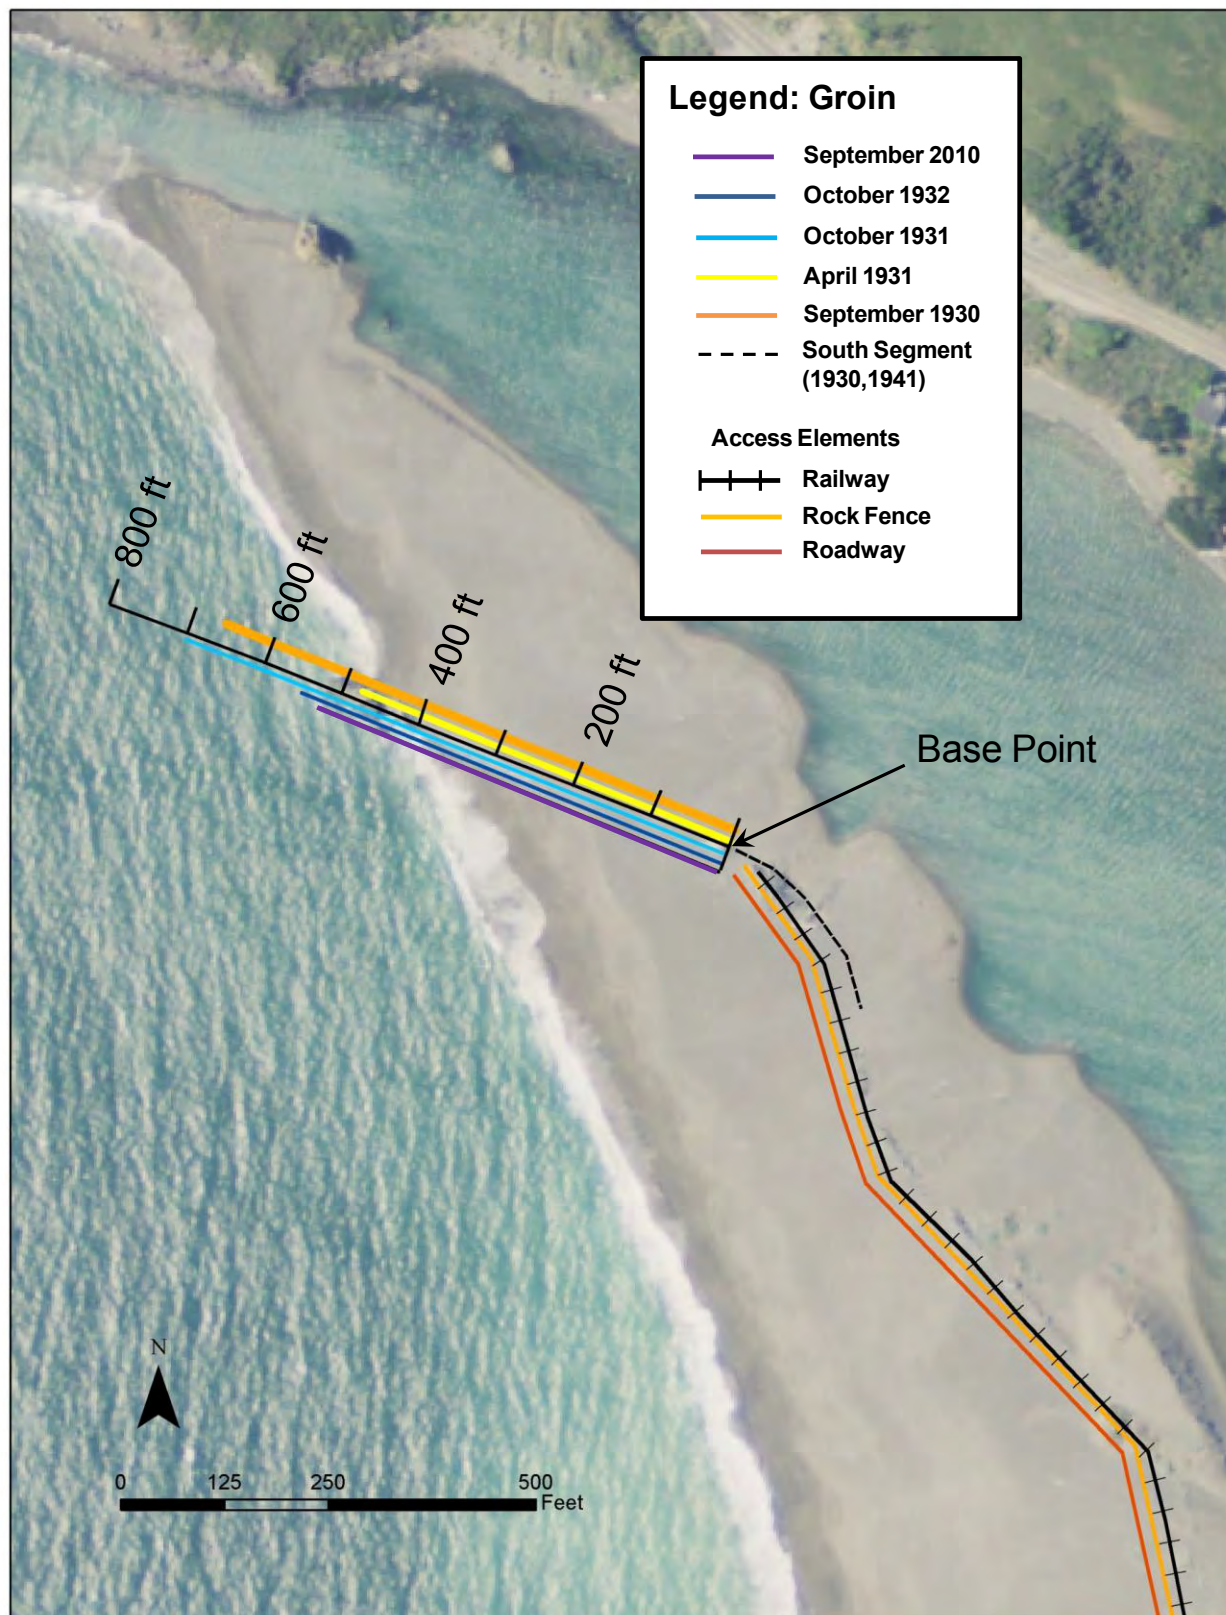 Legend: Groin
September 2010
October 1932
October 1931
April 1931
September 1930
South Segment
(1930,1941)
Access Elements
Railway
Rock Fence
Roadway
800 ft
600 ft
400 ft
200 ft
Base Point
N
0 125 250 500
Feet